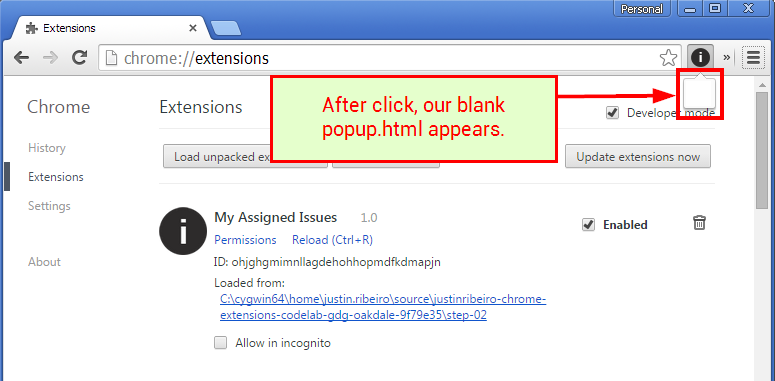 Personal
Extensions
chrome://extensions
»
After click, our blank
popup.html appears.
Chrome
Extensions
Developer mode
History
Extensions
Settings
About
Load unpacked ex
Update extensions now
My Assigned Issues 1.0
Enabled
Permissions Reload (Ctrl+R)
ID: ohjghgmimnllagdehohhopmdfkdmapjn
Loaded from:
C:\cygwin64\home\justin.ribeiro\source\justinribeiro-chrome-
extensions-codelab-gdg-oakdale-9f79e35\step-02
Allow in incognito